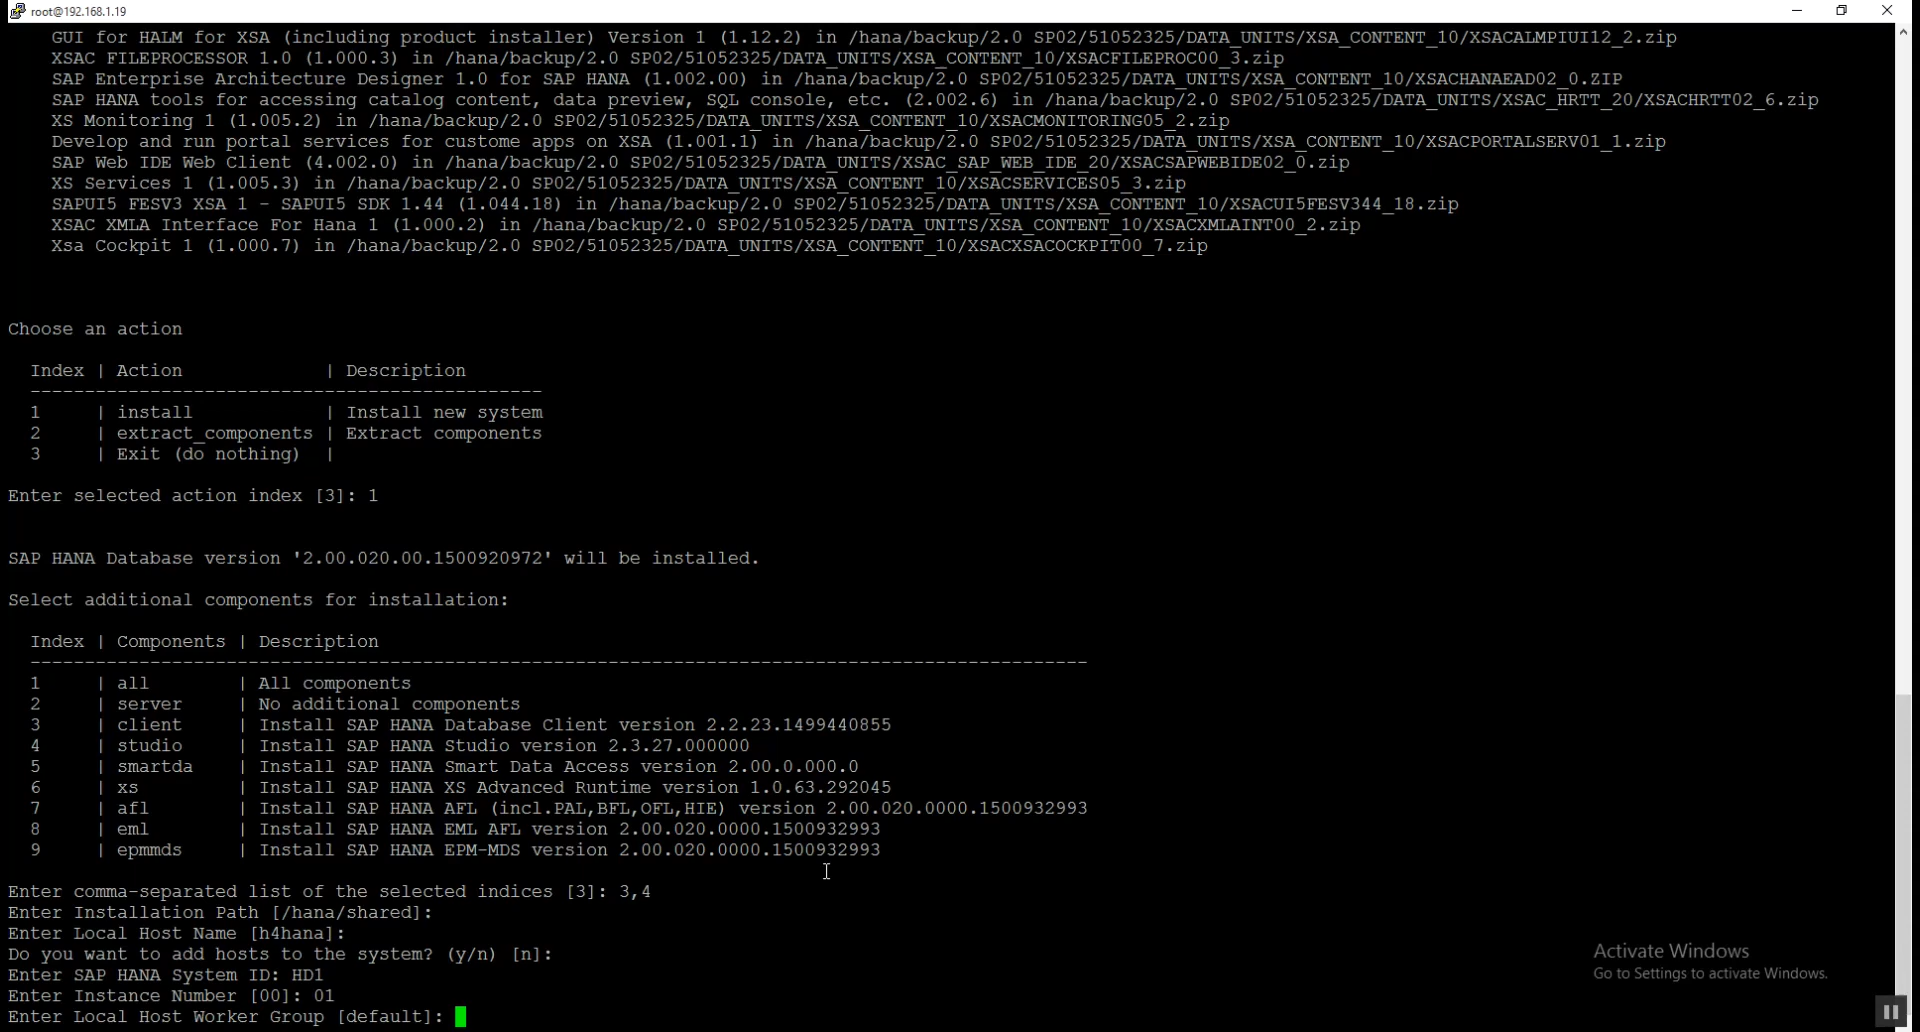 root@192.168.1.19
GUI for HALM for XSA (including product installer) Version 1 (1.12.2) in /hana/backup/2.0 SP02/51052325/DATA_UNITS/XSA_CONTENT_10/XSACALMPIUI12_2.zip
XSAC FILEPROCESSOR 1.0 (1.000.3) in /hana/backup/2.0 SP02/51052325/DATA_UNITS/XSA_CONTENT_10/XSACFILEPROC00_3.zip
SAP Enterprise Architecture Designer 1.0 for SAP HANA (1.002.00) in /hana/backup/2.0 SP02/51052325/DATA_UNITS/XSA_CONTENT_10/XSACHANAEAD02_0.ZIP
SAP HANA tools for accessing catalog content, data preview, SQL console, etc. (2.002.6) in /hana/backup/2.0 SP02/51052325/DATA_UNITS/XSAC_HRTT_20/XSACHRTT02_6.zip
XS Monitoring 1 (1.005.2) in /hana/backup/2.0 SP02/51052325/DATA_UNITS/XSA_CONTENT_10/XSACMONITORING05_2.zip
Develop and run portal services for custome apps on XSA (1.001.1) in /hana/backup/2.0 SP02/51052325/DATA_UNITS/XSA_CONTENT_10/XSACPORTALSERV01_1.zip
SAP Web IDE Web Client (4.002.0) in /hana/backup/2.0 SP02/51052325/DATA_UNITS/XSAC_SAP_WEB_IDE_20/XSACSAPWEBIDE02_0.zip
XS Services 1 (1.005.3) in /hana/backup/2.0 SP02/51052325/DATA_UNITS/XSA_CONTENT_10/XSACSERVICES05_3.zip
SAPUI5 FESV3 XSA 1 - SAPUI5 SDK 1.44 (1.044.18) in /hana/backup/2.0 SP02/51052325/DATA_UNITS/XSA_CONTENT_10/XSACUI5FESV344_18.zip
XSAC XMLA Interface For Hana 1 (1.000.2) in /hana/backup/2.0 SP02/51052325/DATA_UNITS/XSA_CONTENT_10/XSACXMLAINT00_2.zip
Xsa Cockpit 1 (1.000.7) in /hana/backup/2.0 SP02/51052325/DATA_UNITS/XSA_CONTENT_10/XSACXSACOCKPIT00_7.zip
Choose an action
Index | Action | Description
-----------------------------------------------
1 | install | Install new system
2 | extract_components | Extract components
3 | Exit (do nothing) |
Enter selected action index [3]: 1
SAP HANA Database version '2.00.020.00.1500920972' will be installed.
Select additional components for installation:
Index | Components | Description
-------------------------------------------------------------------------------------------------
1 | all | All components
2 | server | No additional components
3 | client | Install SAP HANA Database Client version 2.2.23.1499440855
4 | studio | Install SAP HANA Studio version 2.3.27.000000
5 | smartda | Install SAP HANA Smart Data Access version 2.00.0.000.0
6 | xs | Install SAP HANA XS Advanced Runtime version 1.0.63.292045
7 | afl | Install SAP HANA AFL (incl.PAL,BFL,OFL,HIE) version 2.00.020.0000.1500932993
8 | eml | Install SAP HANA EML AFL version 2.00.020.0000.1500932993
9 | epmmds | Install SAP HANA EPM-MDS version 2.00.020.0000.1500932993
Enter comma-separated list of the selected indices [3]: 3,4
Enter Installation Path [/hana/shared]:
Enter Local Host Name [h4hana]:
Do you want to add hosts to the system? (y/n) [n]:
Enter SAP HANA System ID: HD1
Enter Instance Number [00]: 01
Enter Local Host Worker Group [default]:
Activate Windows
Go to Settings to activate Windows.